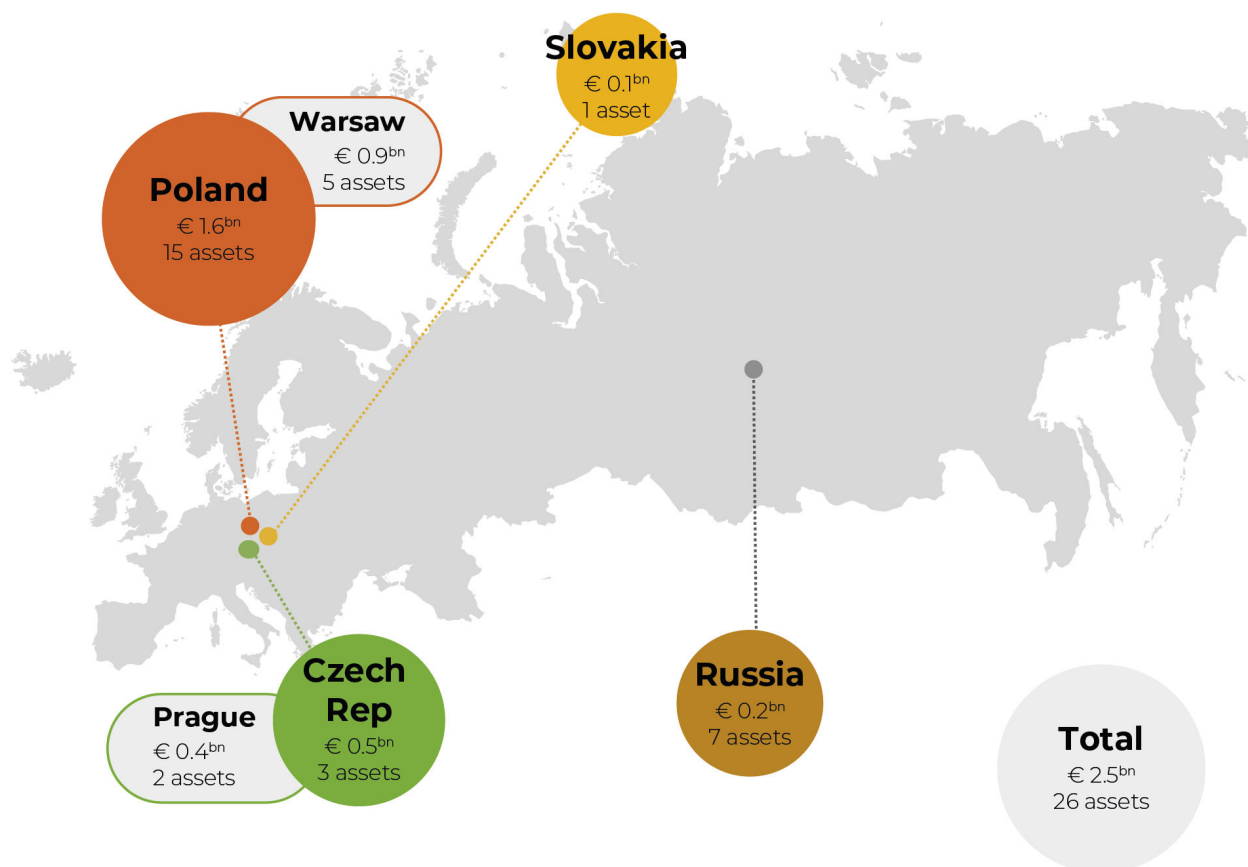 Slovakia
€ 0.1bn
1 asset
Warsaw
€ 0.9bn
5 assets
Poland
€ 1.6bn
15 assets
Czech
Rep
€ 0.5bn
3 assets
Prague
€ 0.4bn
2 assets
Russia
€ 0.2bn
7 assets
Total
€ 2.5bn
26 assets